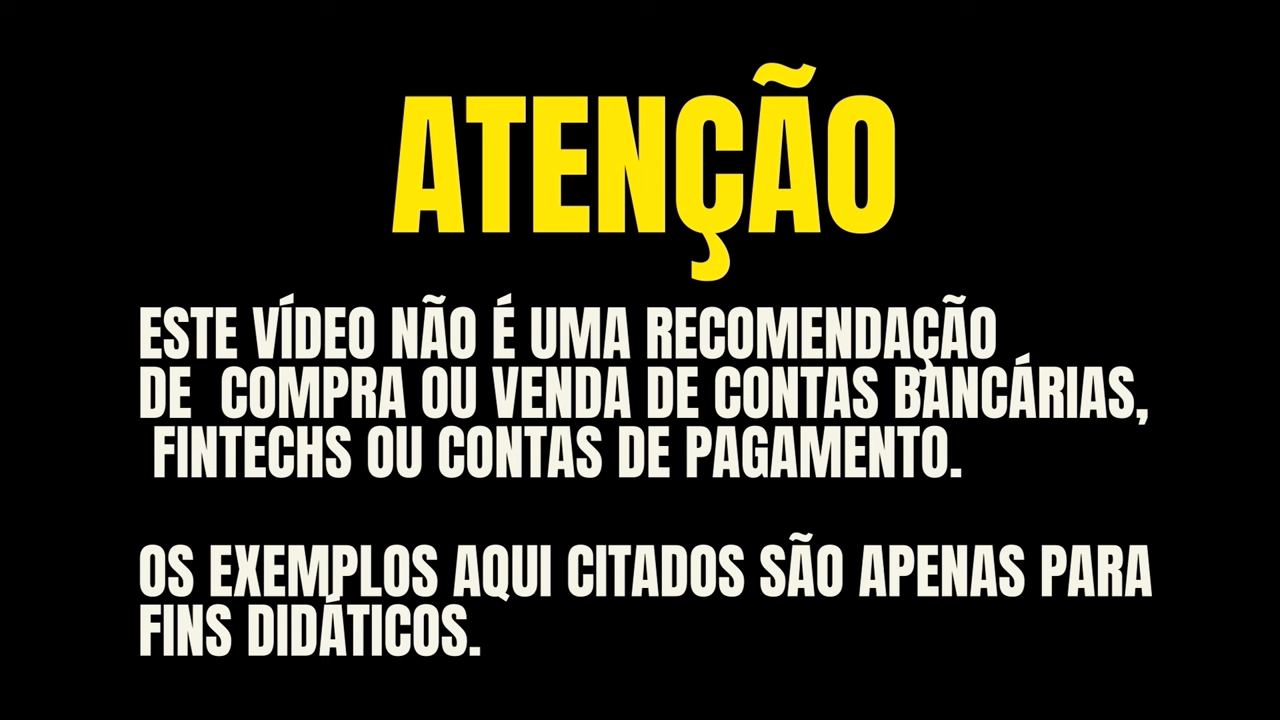 ATENÇÃO
ESTE VÍDEO NÃO É UMA RECOMENDAÇÃO
DE COMPRA OU VENDA DE CONTAS BANCÁRIAS,
FINTECHS OU CONTAS DE PAGAMENTO.
OS EXEMPLOS AQUI CITADOS SÃO APENAS PARA
FINS DIDÁTICOS.